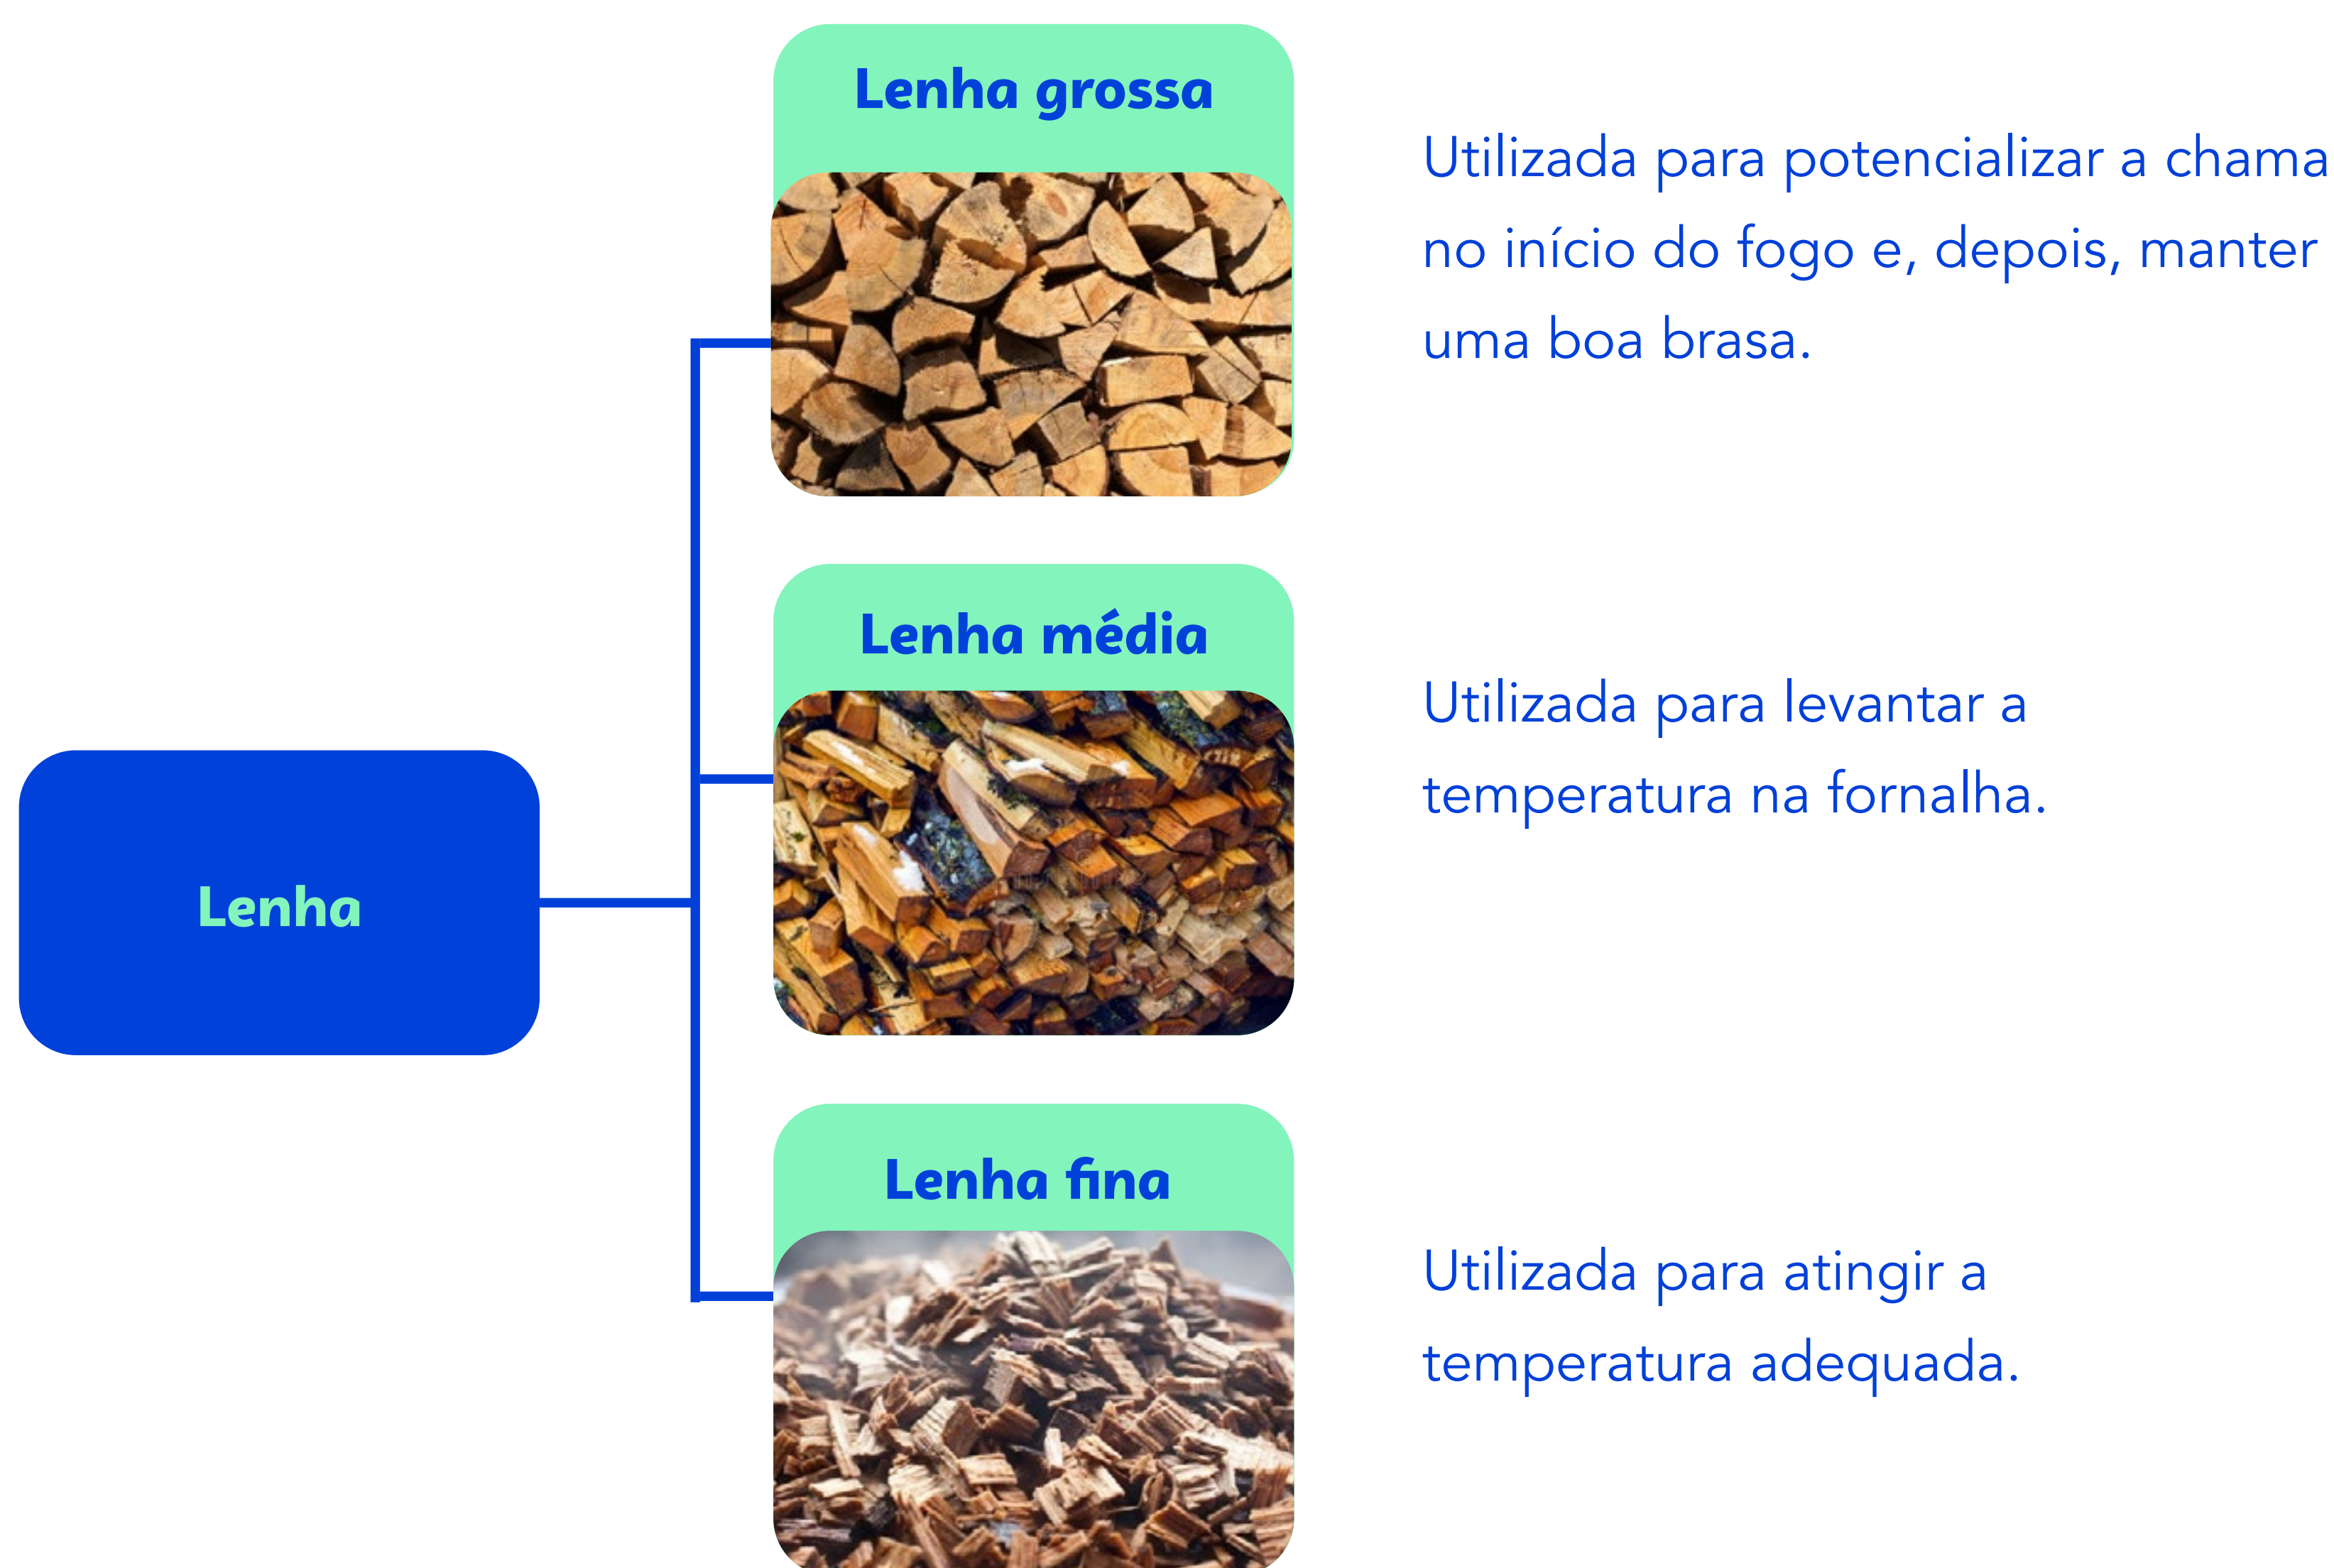 Lenha grossa
Utilizada para potencializar a chama
no início do fogo e, depois, manter
uma boa brasa.
Lenha média
Utilizada para levantar a
temperatura na fornalha.
Lenha
Lenha fina
Utilizada para atingir a
temperatura adequada.